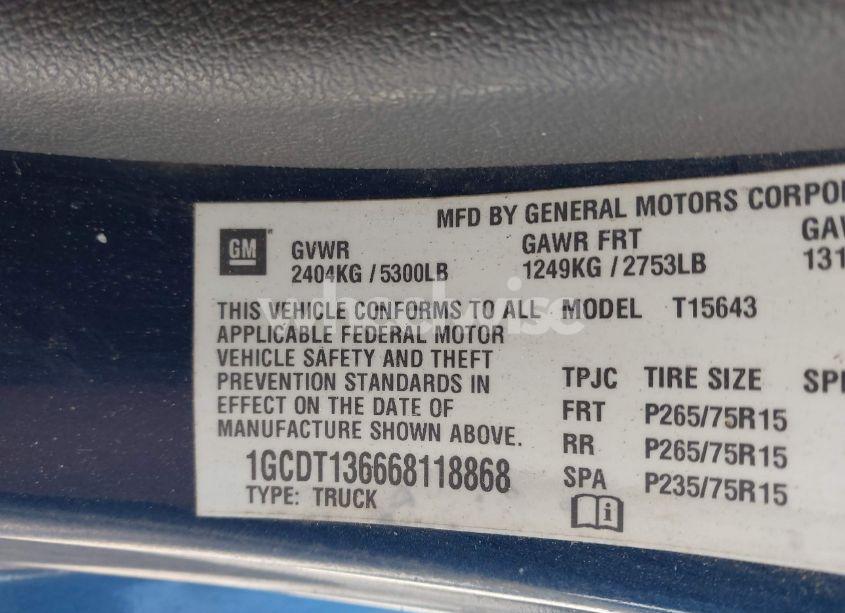 MFD BY GENERAL MOTORS CORPO
GM
GVWR
2404KG / 5300LB
GAWR FRT
1249KG / 2753LB
GAW
131
THIS VEHICLE CONFORMS TO ALL
APPLICABLE FEDERAL MOTOR
VEHICLE SAFETY AND THEFT
PREVENTION STANDARDS IN
EFFECT ON THE DATE OF
MANUFACTURE SHOWN ABOVE.
1GCDT136668118868
TYPE: TRUCK
MODEL T15643
TPJC TIRE SIZE SP
FRT P265/75R15
RR P265/75R15
SPA P235/75R15
i